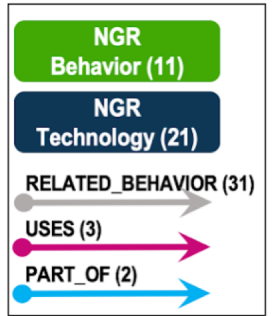 NGR
Behavior (11)
NGR
Technology (21)
RELATED_BEHAVIOR (31)
USES (3)
PART_OF (2)